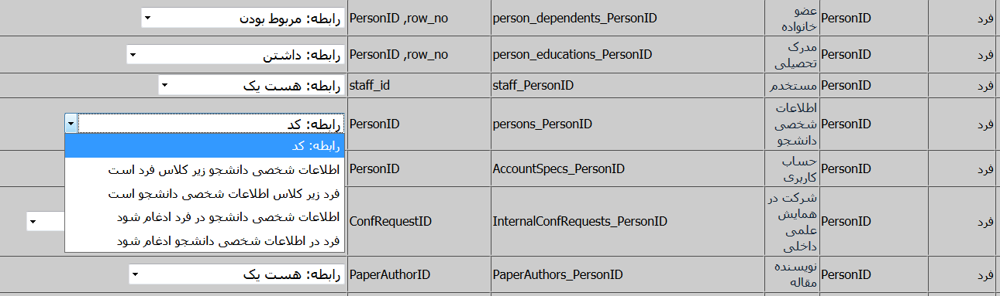 فرد
PersonID
عضو
خانواده
person_dependents_PersonID
PersonID ,row_no
رابطه: مربوط بودن
فرد
PersonID
مدرک
تحصیلی
person_educations_PersonID
PersonID ,row_no
رابطه: داشتن
فرد
PersonID
مستخدم
staff_PersonID
staff_id
رابطه: هست یک
فرد
PersonID
اطلاعات
شخصی
دانشجو
persons_PersonID
PersonID
رابطه: کد
رابطه: کد
اطلاعات شخصی دانشجو زیر کلاس فرد است
فرد زیر کلاس اطلاعات شخصی دانشجو است
اطلاعات شخصی دانشجو در فرد ادغام شود
فرد در اطلاعات شخصی دانشجو ادغام شود
فرد
PersonID
حساب
کاربری
AccountSpecs_PersonID
PersonID
فرد
PersonID
شرکت در
همایش
علمی
داخلی
InternalConfRequests_PersonID
ConfRequestID
فرد
PersonID
نویسنده
مقاله
PaperAuthors_PersonID
PaperAuthorID
رابطه: هست یک